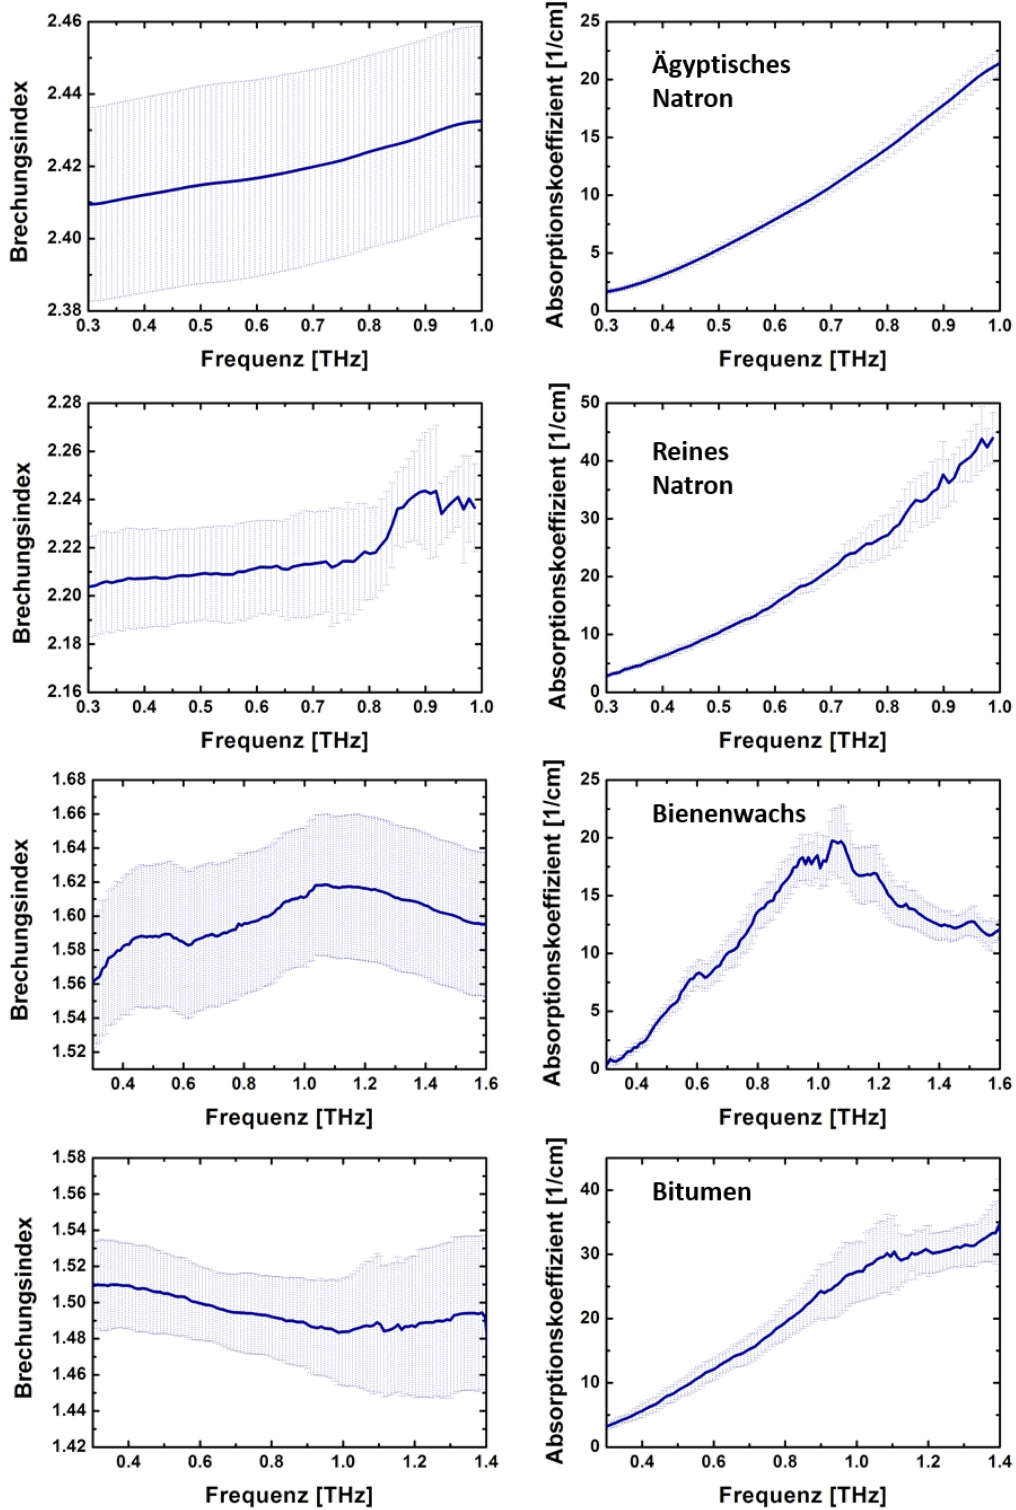 2.46
2.44
2.42
2.40
2.38
0.3 0.4 0.5 0.6 0.7 0.8 0.9 1.0
Brechungsindex
Frequenz [THz]
25
20
15
10
5
0
0.3 0.4 0.5 0.6 0.7 0.8 0.9 1.0
Absorptionskoeffizient [1/cm]
Frequenz [THz]
Ägyptisches
Natron
2.28
2.26
2.24
2.22
2.20
2.18
2.16
0.3 0.4 0.5 0.6 0.7 0.8 0.9 1.0
Brechungsindex
Frequenz [THz]
50
40
30
20
10
0
0.3 0.4 0.5 0.6 0.7 0.8 0.9 1.0
Absorptionskoeffizient [1/cm]
Frequenz [THz]
Reines
Natron
1.68
1.66
1.64
1.62
1.60
1.58
1.56
1.54
1.52
0.4 0.6 0.8 1.0 1.2 1.4 1.6
Brechungsindex
Frequenz [THz]
25
20
15
10
5
0
0.4 0.6 0.8 1.0 1.2 1.4 1.6
Absorptionskoeffizient [1/cm]
Frequenz [THz]
Bienenwachs
1.58
1.56
1.54
1.52
1.50
1.48
1.46
1.44
1.42
0.4 0.6 0.8 1.0 1.2 1.4
Brechungsindex
Frequenz [THz]
40
30
20
10
0
0.4 0.6 0.8 1.0 1.2 1.4
Absorptionskoeffizient [1/cm]
Frequenz [THz]
Bitumen